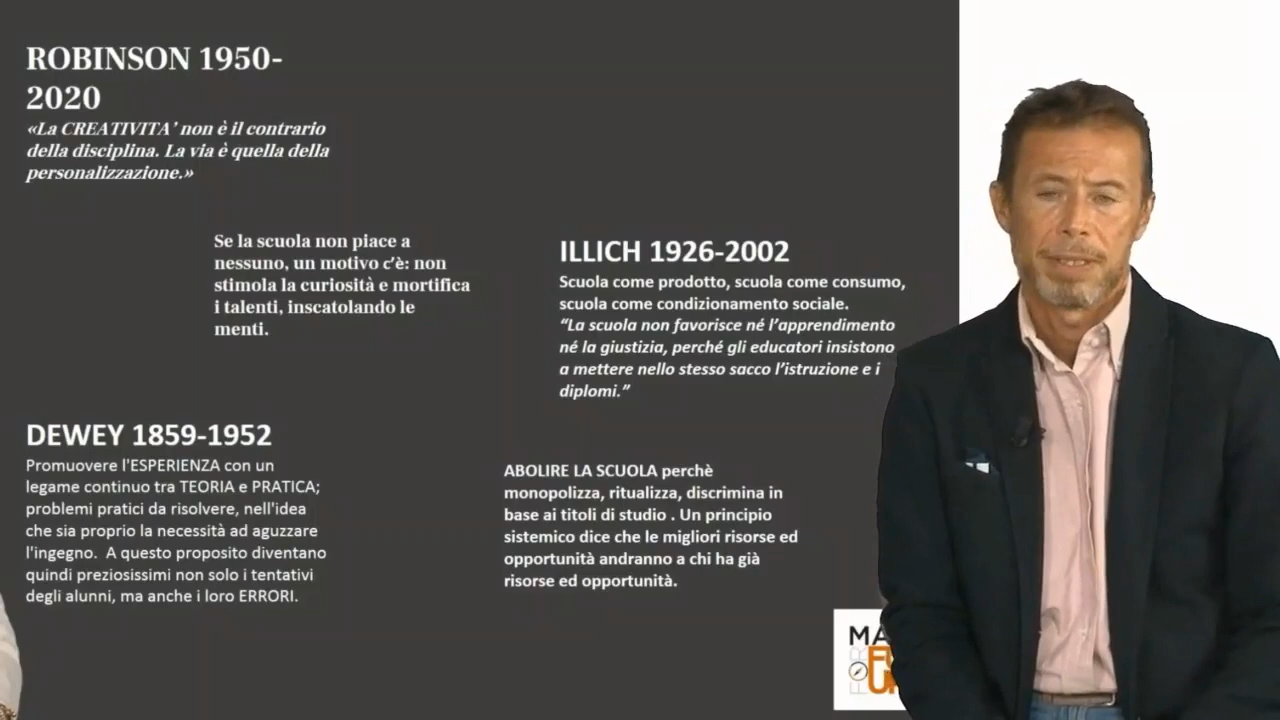 ROBINSON 1950-
2020
«La CREATIVITA’ non è il contrario
della disciplina. La via è quella della
personalizzazione.»
Se la scuola non piace a
nessuno, un motivo c’è: non
stimola la curiosità e mortifica
i talenti, inscatolando le
menti.
ILLICH 1926-2002
Scuola come prodotto, scuola come consumo,
scuola come condizionamento sociale.
“La scuola non favorisce né l’apprendimento
né la giustizia, perché gli educatori insistono
a mettere nello stesso sacco l’istruzione e i
diplomi.”
DEWEY 1859-1952
Promuovere l'ESPERIENZA con un
legame continuo tra TEORIA e PRATICA;
problemi pratici da risolvere, nell'idea
che sia proprio la necessità ad aguzzare
l'ingegno.  A questo proposito diventano
quindi preziosissimi non solo i tentativi
degli alunni, ma anche i loro ERRORI.
ABOLIRE LA SCUOLA perchè
monopolizza, ritualizza, discrimina in
base ai titoli di studio . Un principio
sistemico dice che le migliori risorse ed
opportunità andranno a chi ha già
risorse ed opportunità.